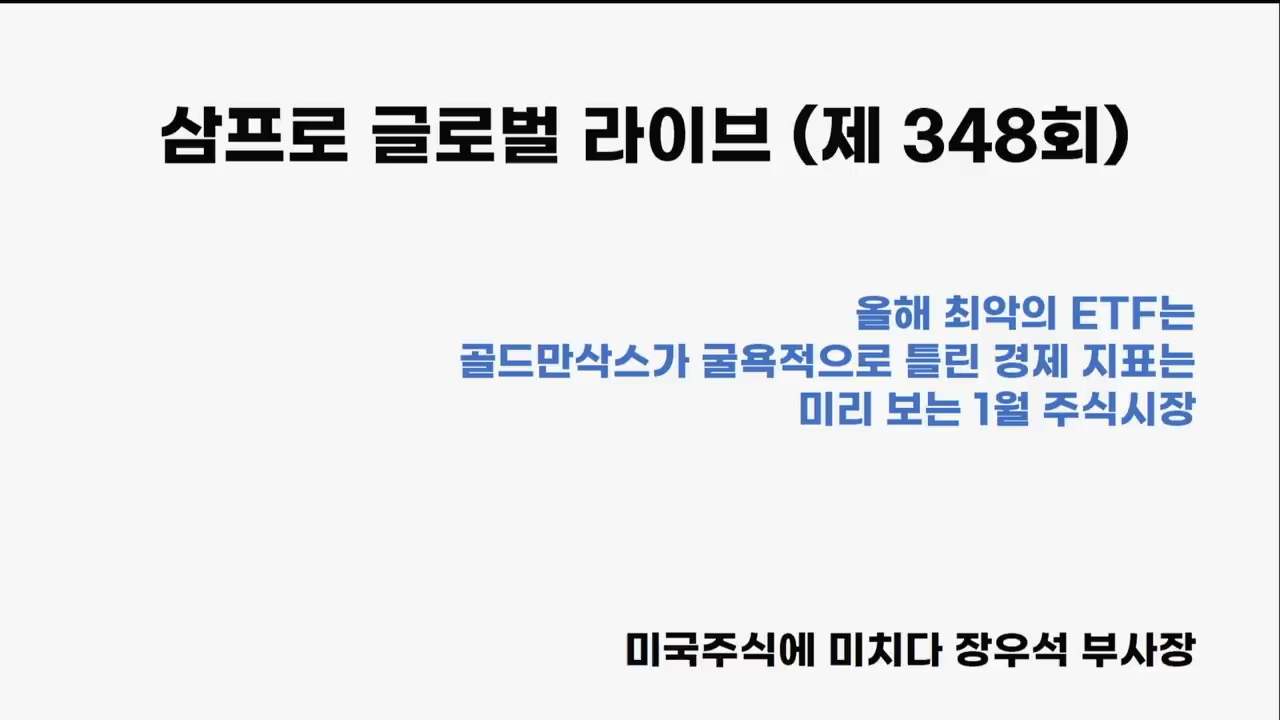 삼프로 글로벌 라이브 (제 348회)
올해 최악의 ETF는
골드만삭스가 굴욕적으로 틀린 경제 지표는
미리 보는 1월 주식시장
미국주식에 미치다 장우석 부사장